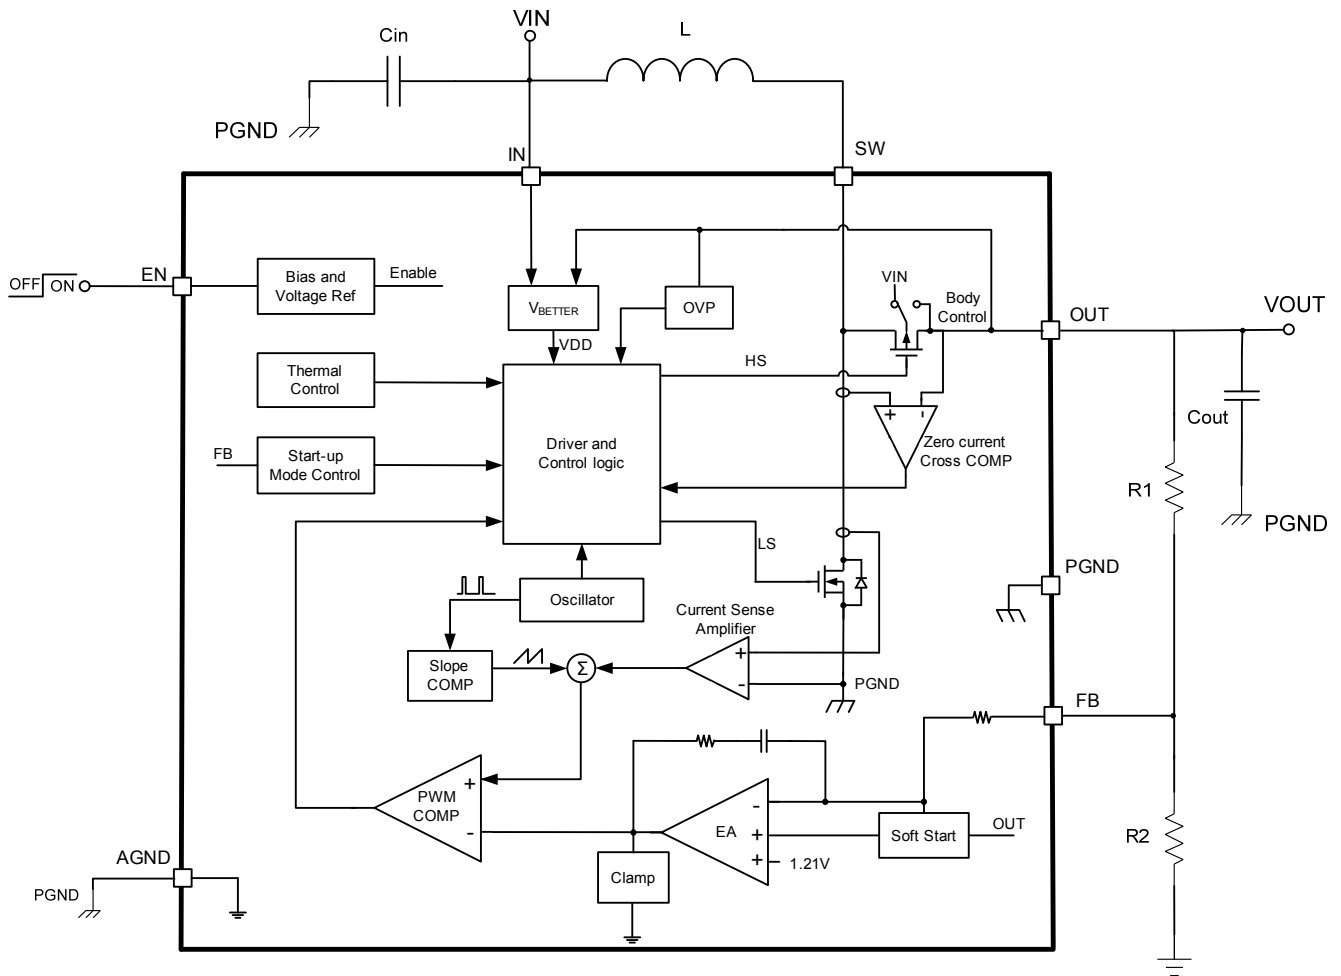 VIN
Cin
L
PGND
IN
SW
EN
OFF
ON
Bias and
Voltage Ref
Enable
VBETTER
OVP
VIN
Body
Control
OUT
VOUT
VDD
HS
Thermal
Control
Driver and
Control logic
+
-
Zero current
Cross COMP
Cout
FB
Start-up
Mode Control
R1
PGND
LS
PGND
Oscillator
Current Sense
Amplifier
Slope
COMP
Σ
+
-
PGND
FB
PWM
COMP
+
-
EA
-
+
+
1.21V
Soft Start
OUT
R2
Clamp
AGND
PGND